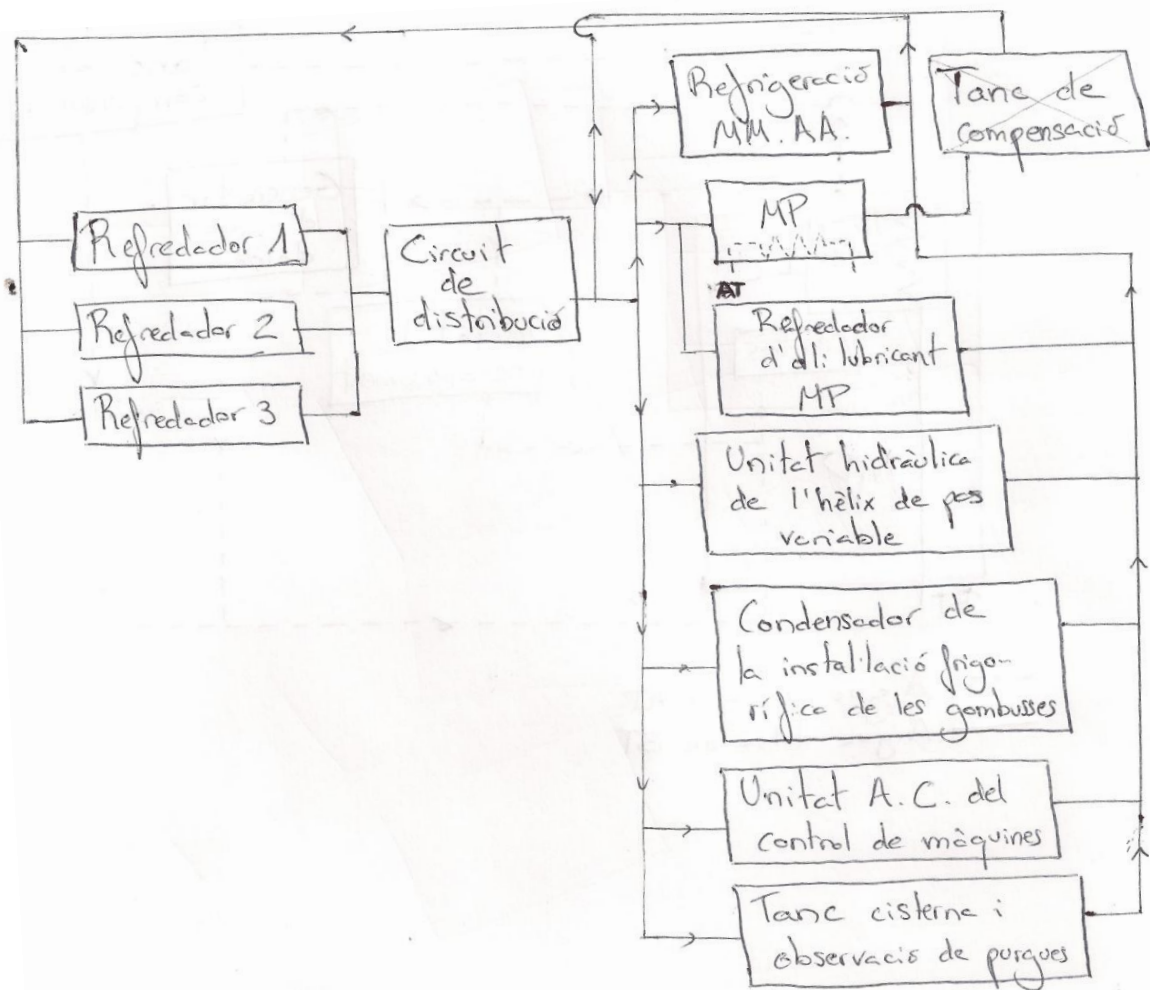 Refrigeració
MM. AA.
Tanc de
compensació
MP
AT
Refredador 1
Refredador 2
Refredador 3
Circuit
de
distribució
Refredador
d'oli lubricant
MP
Unitat hidràulica
de l'hèlix de pas
variable
Condensador de
la instal·lació frigo-
rífica de les gambusses
Unitat A.C. del
control de màquines
Tanc cisterna i
observació de purgues